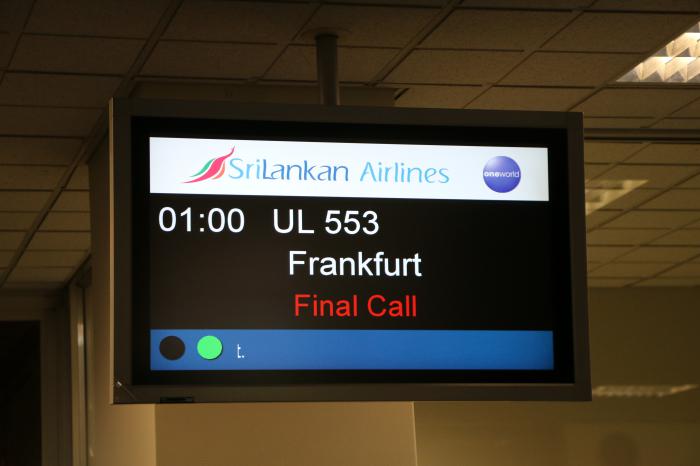 SriLankan Airlines oneworld
01:00 UL 553
Frankfurt
Final Call
t.